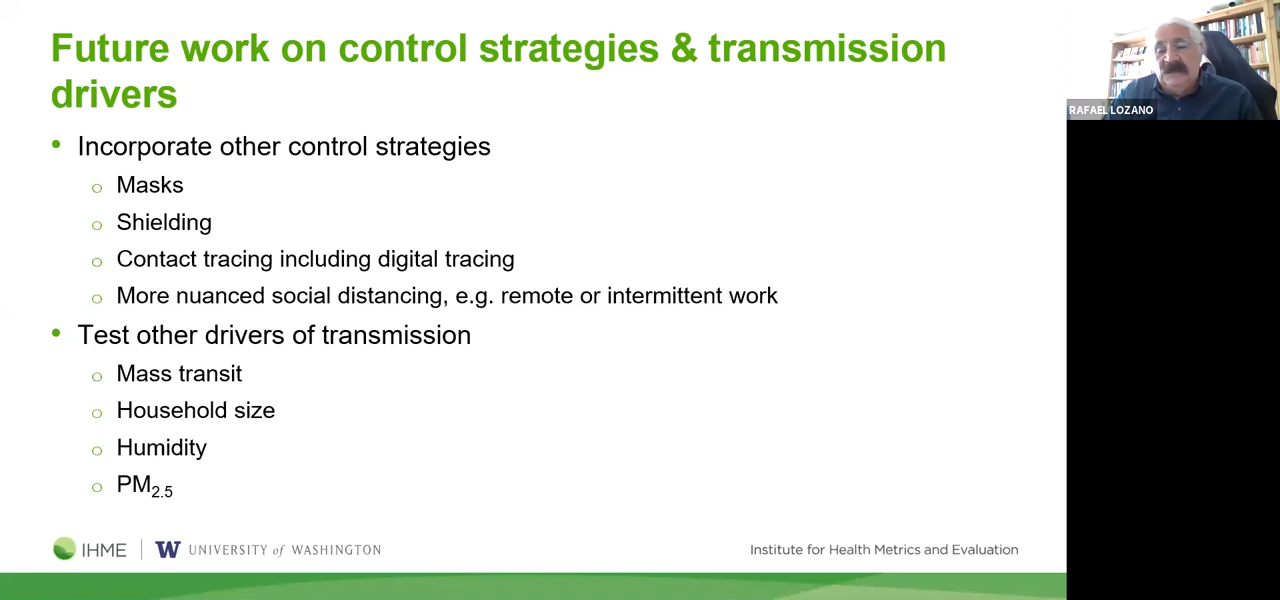 Future work on control strategies & transmission
drivers
RAFAEL LOZANO
• Incorporate other control strategies
o Masks
o Shielding
o Contact tracing including digital tracing
o More nuanced social distancing, e.g. remote or intermittent work
• Test other drivers of transmission
o Mass transit
o Household size
o Humidity
o PM2.5
IHME | W UNIVERSITY of WASHINGTON
Institute for Health Metrics and Evaluation